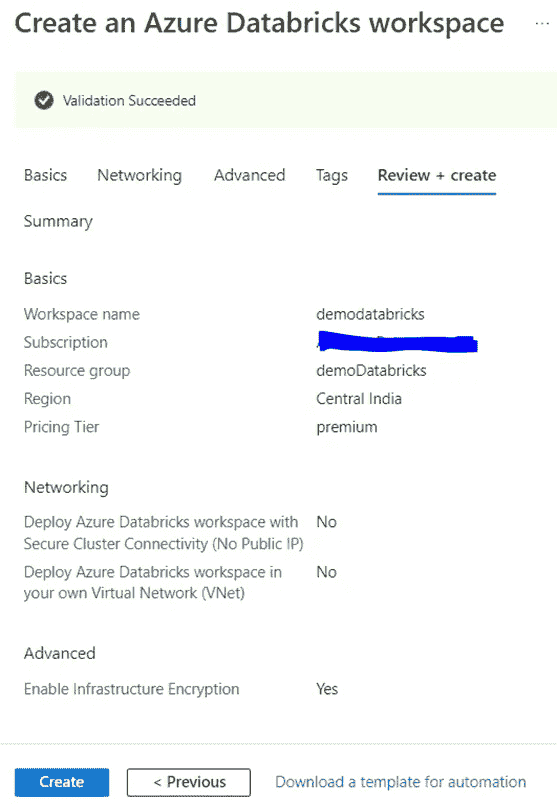 Create an Azure Databricks workspace ...
Validation Succeeded
Basics Networking Advanced Tags Review + create
Summary
Basics
Workspace name demodatabricks
Subscription
Resource group demoDatabricks
Region Central India
Pricing Tier premium
Networking
Deploy Azure Databricks workspace with No
Secure Cluster Connectivity (No Public IP)
Deploy Azure Databricks workspace in No
your own Virtual Network (VNet)
Advanced
Enable Infrastructure Encryption Yes
Create < Previous Download a template for automation